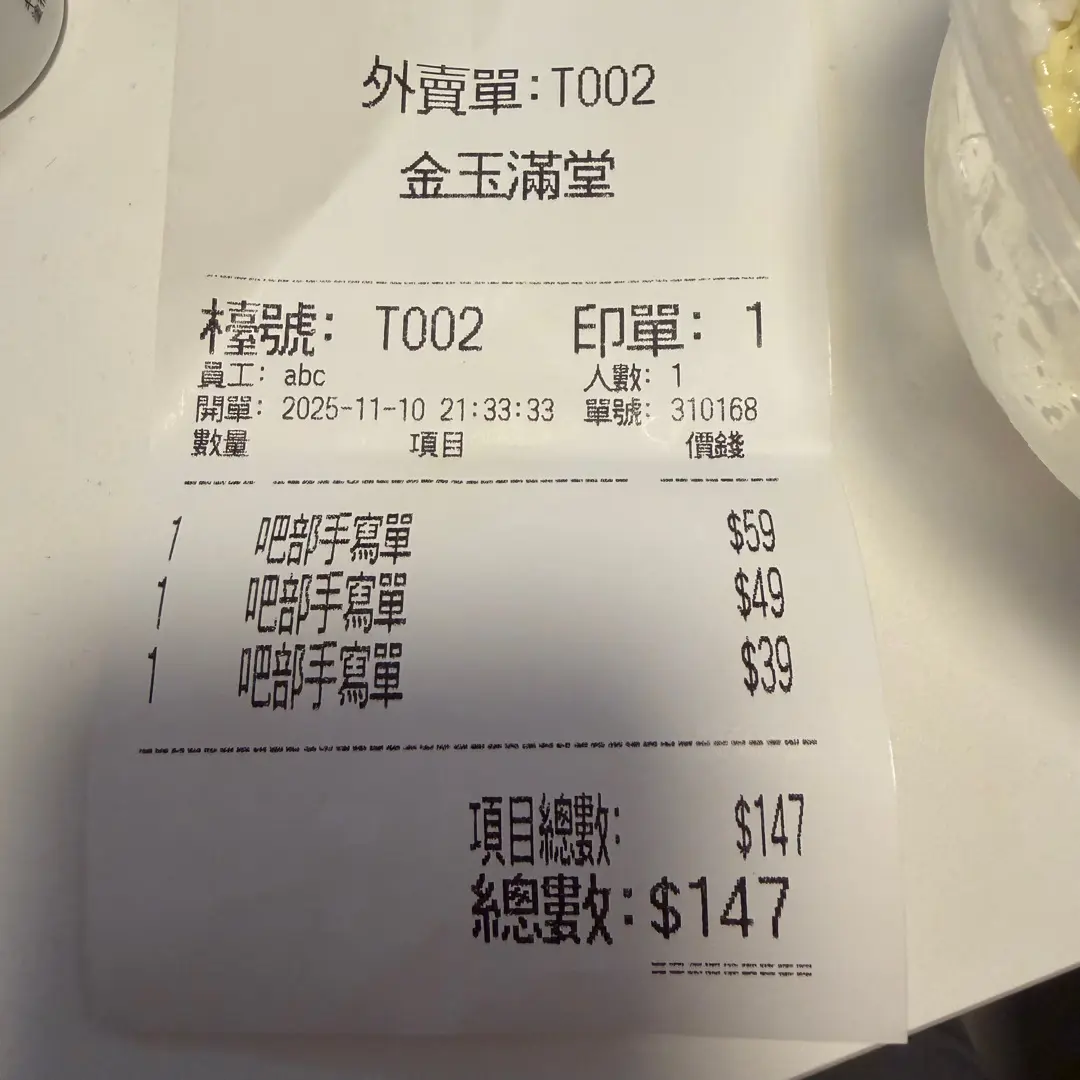 外賣單:T002
金玉滿堂
檯號: T002 印單: 1
員工: abc 人數: 1
開單: 2025-11-10 21:33:33 單號: 310168
數量 項目 價錢
1 吧部手寫單 $59
1 吧部手寫單 $49
1 吧部手寫單 $39
項目總數: $147
總數:$147